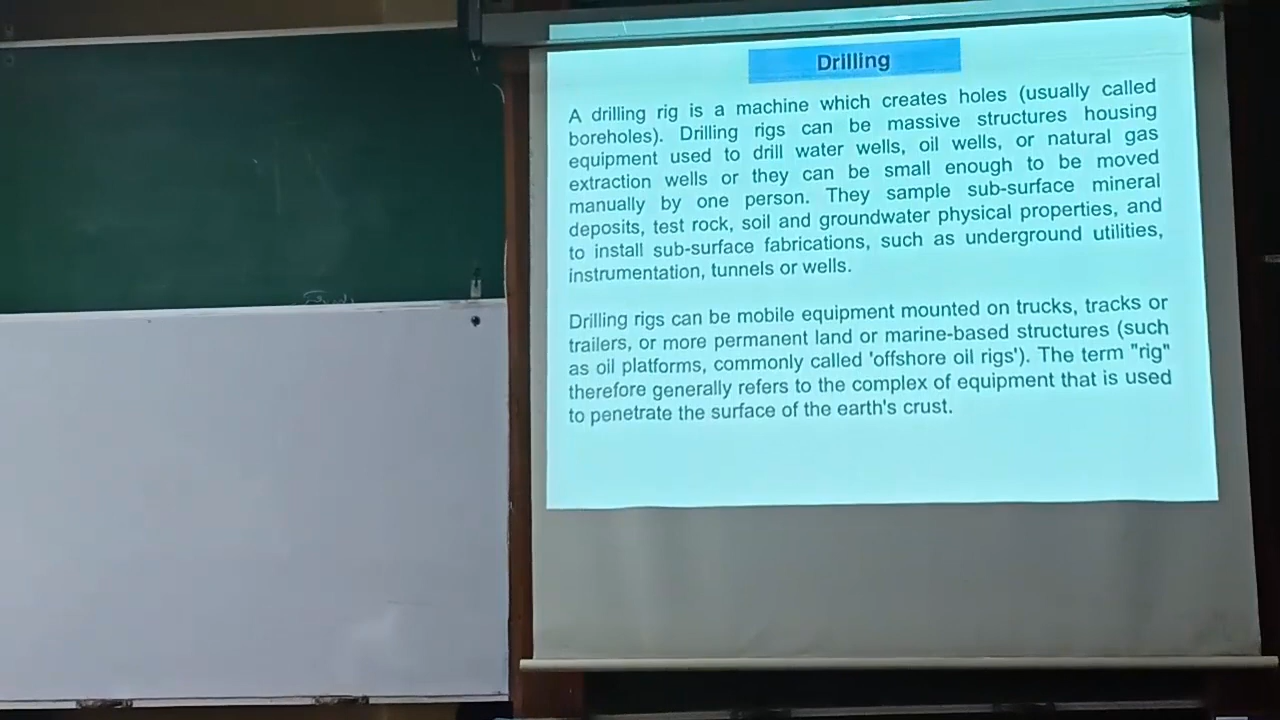 Drilling
A drilling rig is a machine which creates holes (usually called
boreholes). Drilling rigs can be massive structures housing
equipment used to drill water wells, oil wells, or natural gas
extraction wells or they can be small enough to be moved
manually by one person. They sample sub-surface mineral
deposits, test rock, soil and groundwater physical properties, and
to install sub-surface fabrications, such as underground utilities,
instrumentation, tunnels or wells.
Drilling rigs can be mobile equipment mounted on trucks, tracks or
trailers, or more permanent land or marine-based structures (such
as oil platforms, commonly called 'offshore oil rigs'). The term "rig"
therefore generally refers to the complex of equipment that is used
to penetrate the surface of the earth's crust.